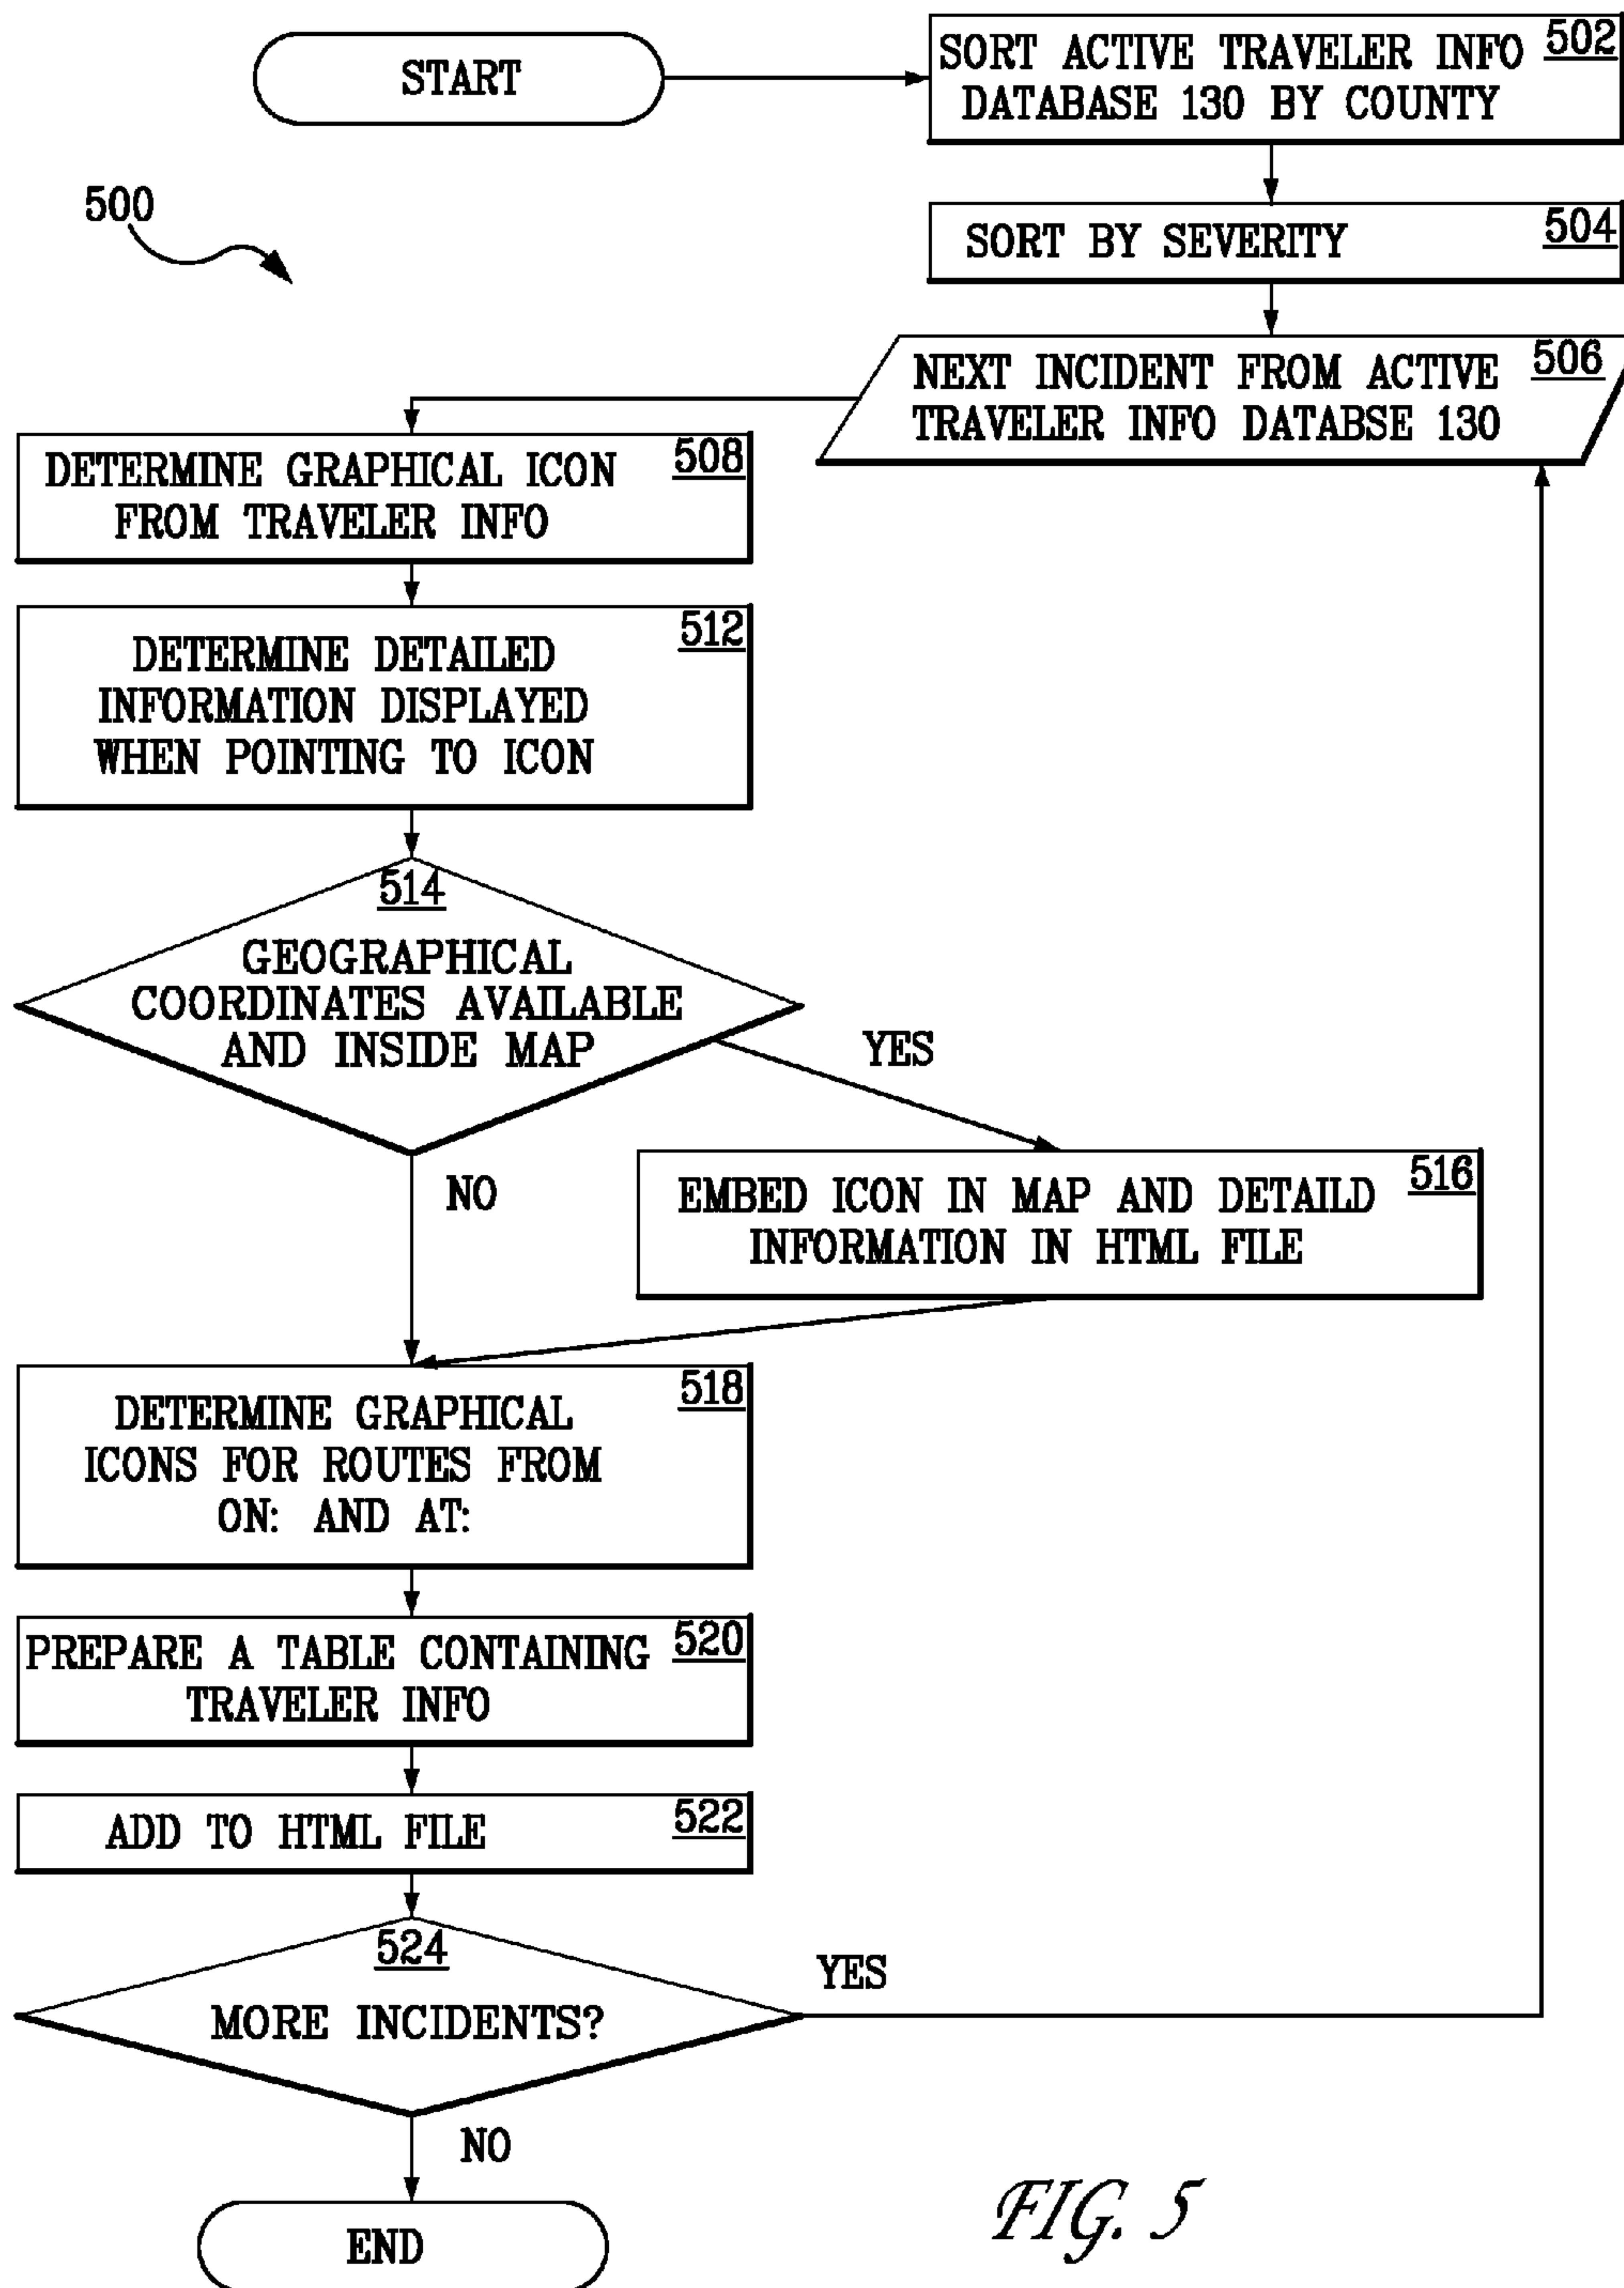 START
SORT ACTIVE TRAVELER INFO
DATABASE 130 BY COUNTY
502
500
SORT BY SEVERITY
504
NEXT INCIDENT FROM ACTIVE
TRAVELER INFO DATABSE 130
506
DETERMINE GRAPHICAL ICON
FROM TRAVELER INFO
508
DETERMINE DETAILED
INFORMATION DISPLAYED
WHEN POINTING TO ICON
512
514
GEOGRAPHICAL
COORDINATES AVAILABLE
AND INSIDE MAP
YES
NO
EMBED ICON IN MAP AND DETAILD
INFORMATION IN HTML FILE
516
DETERMINE GRAPHICAL
ICONS FOR ROUTES FROM
ON: AND AT:
518
PREPARE A TABLE CONTAINING
TRAVELER INFO
520
ADD TO HTML FILE
522
524
MORE INCIDENTS?
YES
NO
END
FIG. 5